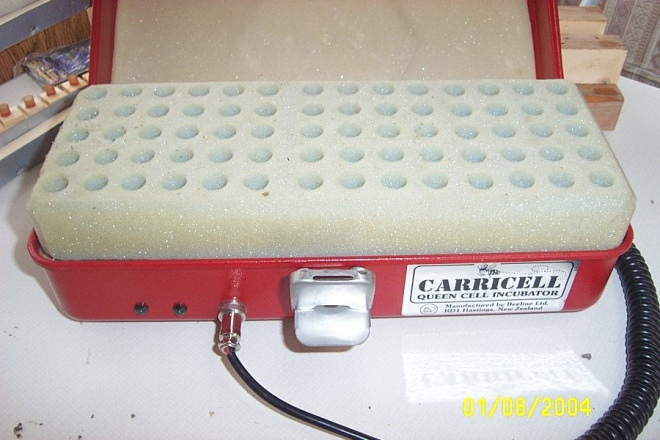 CARRICELL
QUEEN CELL INCUBATOR
Manufactured by Beeline Ltd.
RD1 Hastings, New Zealand
01/06/2004